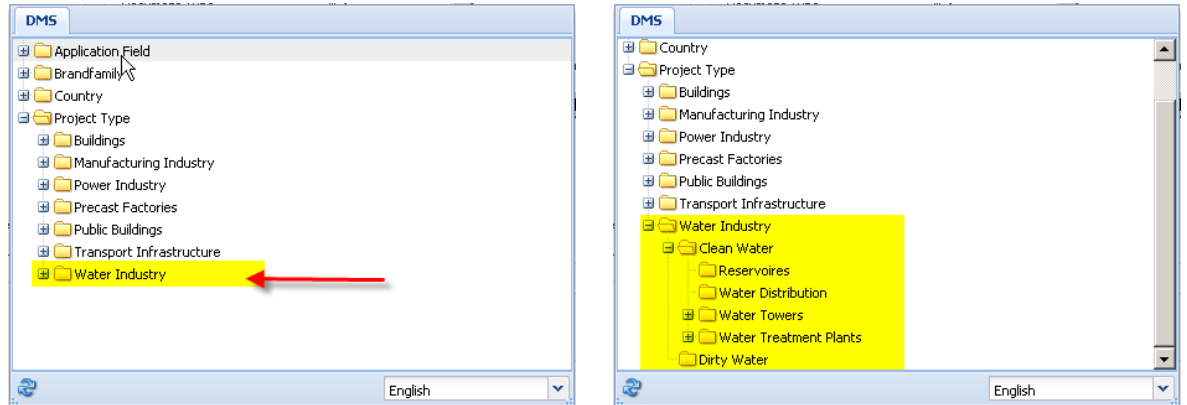 DMS
Application Field
Brandfamily
Country
Project Type
Buildings
Manufacturing Industry
Power Industry
Precast Factories
Public Buildings
Transport Infrastructure
Water Industry
English
DMS
Country
Project Type
Buildings
Manufacturing Industry
Power Industry
Precast Factories
Public Buildings
Transport Infrastructure
Water Industry
Clean Water
Reservoires
Water Distribution
Water Towers
Water Treatment Plants
Dirty Water
English